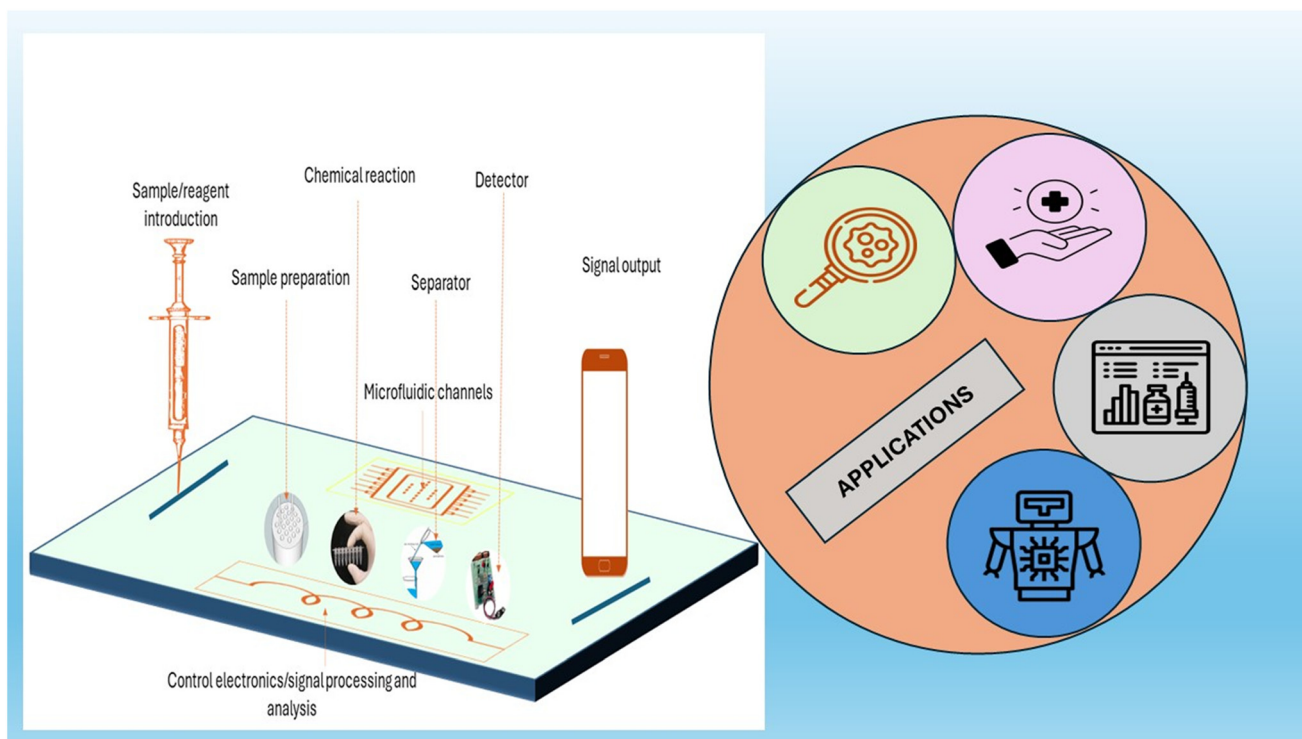 Sample/reagent
introduction
Chemical reaction
Detector
Sample preparation
Separator
Signal output
Microfluidic channels
Control electronics/signal processing and
analysis
APPLICATIONS